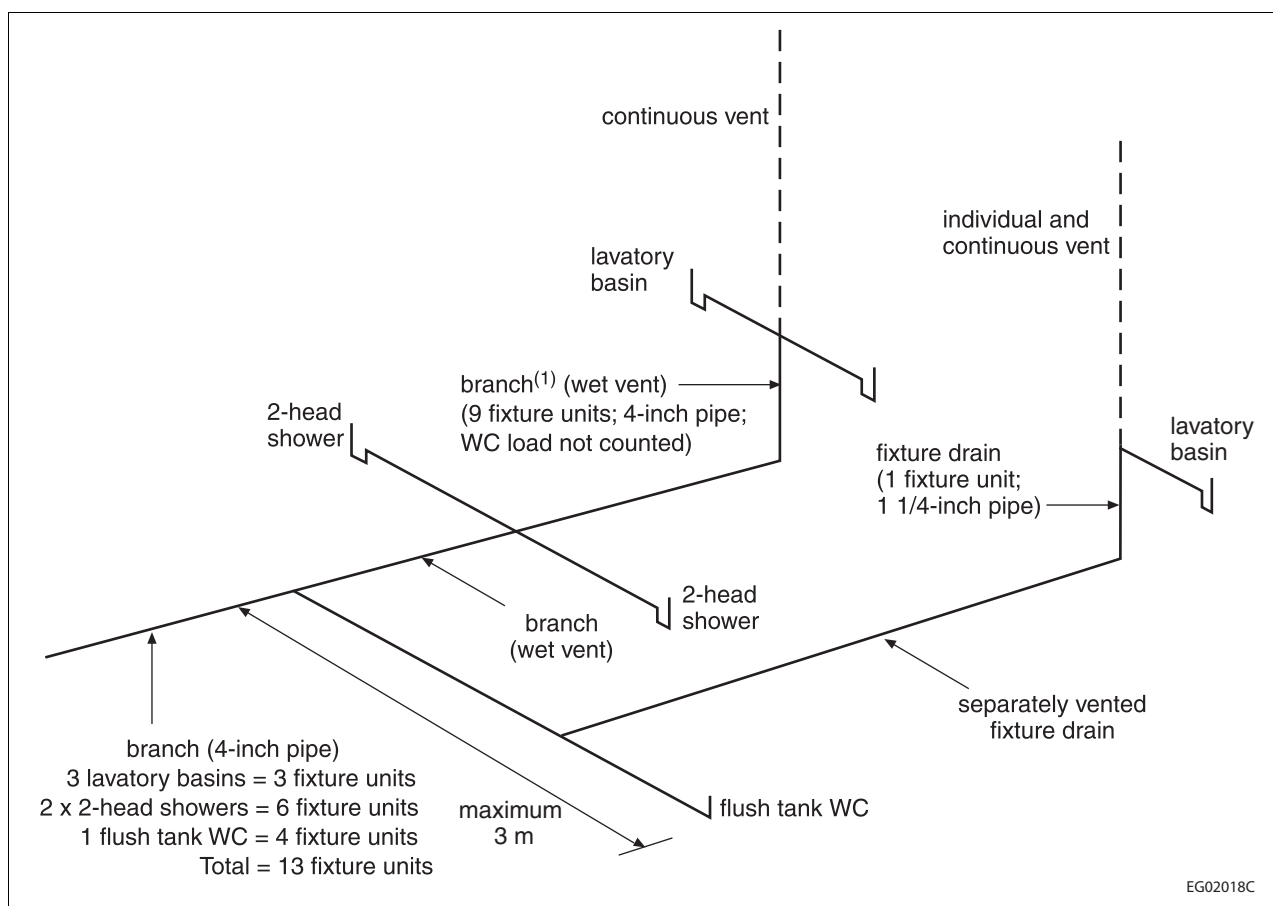 continuous vent
individual and
continuous vent
lavatory
basin
branch(1) (wet vent)
(9 fixture units; 4-inch pipe;
WC load not counted)
2-head
shower
lavatory
basin
fixture drain
(1 fixture unit;
1 1/4-inch pipe)
2-head
shower
branch
(wet vent)
separately vented
fixture drain
branch (4-inch pipe)
3 lavatory basins = 3 fixture units
2 x 2-head showers = 6 fixture units
1 flush tank WC = 4 fixture units
Total = 13 fixture units
maximum
3 m
flush tank WC
EG02018C